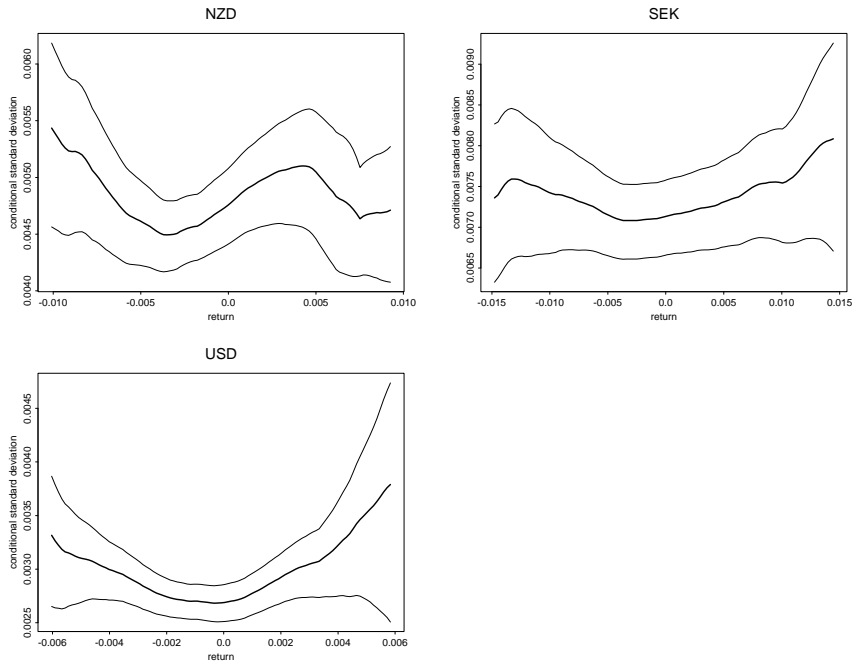 NZD
conditional standard deviation
0.0040 0.0045 0.0050 0.0055 0.0060
-0.010 -0.005 0.0 0.005 0.010
return
SEK
conditional standard deviation
0.0065 0.0070 0.0075 0.0080 0.0085 0.0090
-0.015 -0.010 -0.005 0.0 0.005 0.010 0.015
return
USD
conditional standard deviation
0.0025 0.0030 0.0035 0.0040 0.0045
-0.006 -0.004 -0.002 0.0 0.002 0.004 0.006
return